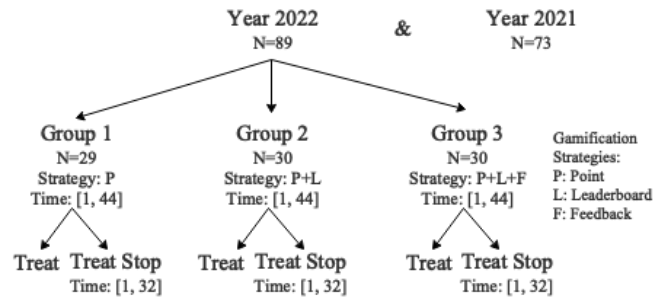 Year 2022 & Year 2021
N=89 N=73
Group 1 Group 2 Group 3
N=29 N=30 N=30
Strategy: P Strategy: P+L Strategy: P+L+F
Time: [1, 44] Time: [1, 44] Time: [1, 44]
Gamification
Strategies:
P: Point
L: Leaderboard
F: Feedback
Treat Treat Stop Treat Treat Stop Treat Treat Stop
Time: [1, 32] Time: [1, 32] Time: [1, 32]